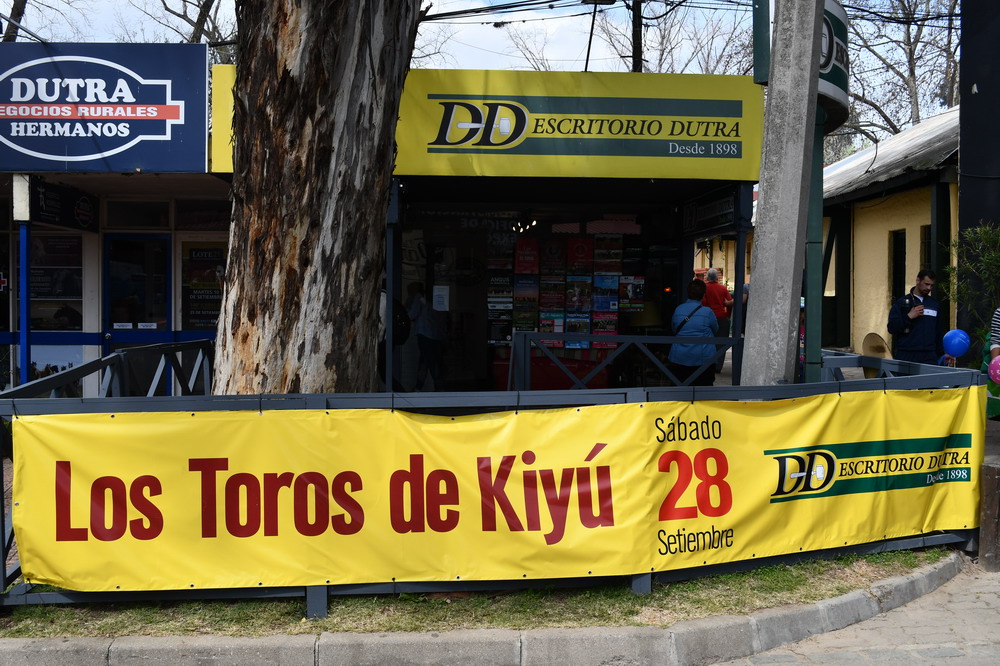 DUTRA
NEGOCIOS RURALES
HERMANOS
DD ESCRITORIO DUTRA
Desde 1898
Los Toros de Kiyú
Sábado
28
Setiembre
DD ESCRITORIO DUTRA
Desde 1898